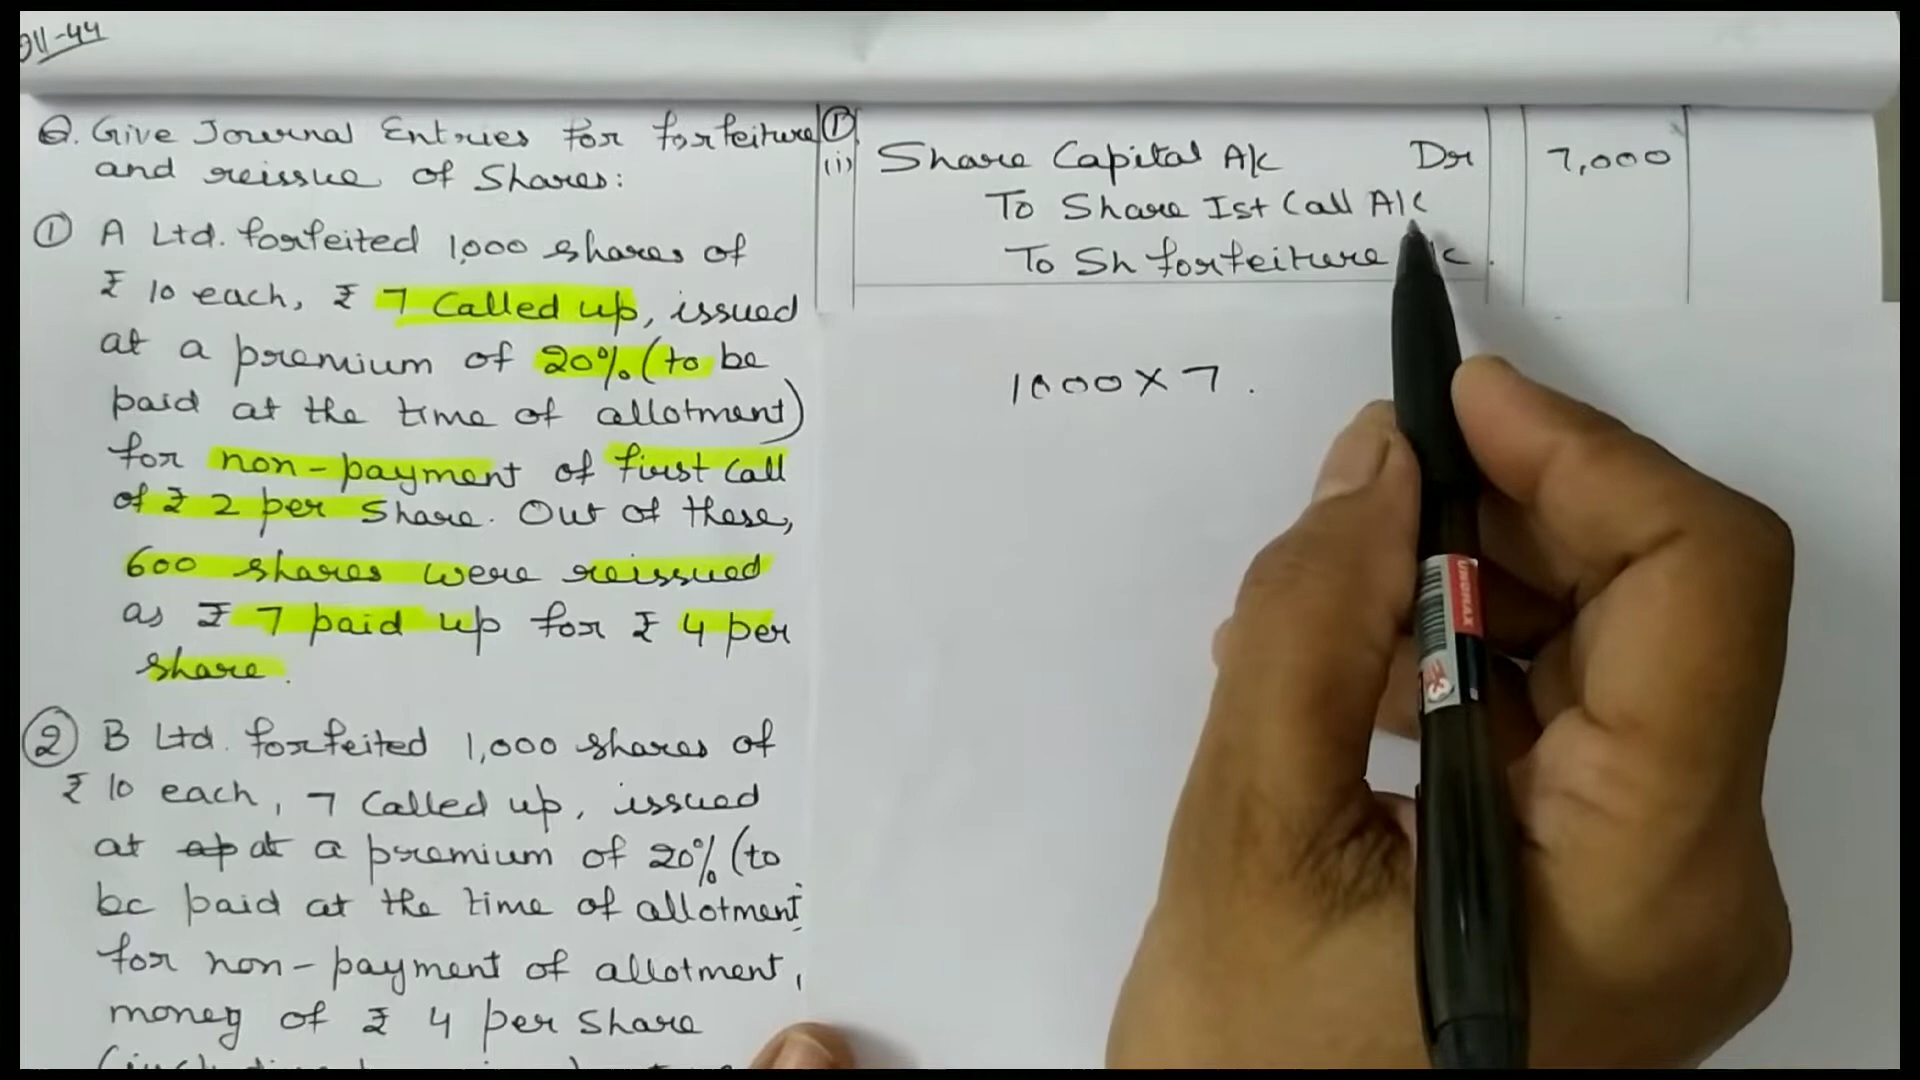 Q. Give Journal Entries for forfeiture
and reissue of Shares:
① A Ltd. forfeited 1,000 shares of
₹ 10 each, ₹ 7 Called up, issued
at a premium of 20% (to be
paid at the time of allotment)
for non-payment of first call
of ₹ 2 per share. Out of these,
600 shares were reissued
as ₹ 7 paid up for ₹ 4 per
share.
② B Ltd. forfeited 1,000 shares of
₹ 10 each, 7 Called up, issued
at ap at a premium of 20% (to
be paid at the time of allotment
for non-payment of allotment,
money of ₹ 4 per share
①
(i) Share Capital A/c Dr 7,000
To Share Ist Call A/c
To Sh forfeiture
1000 × 7.
UNOMAX